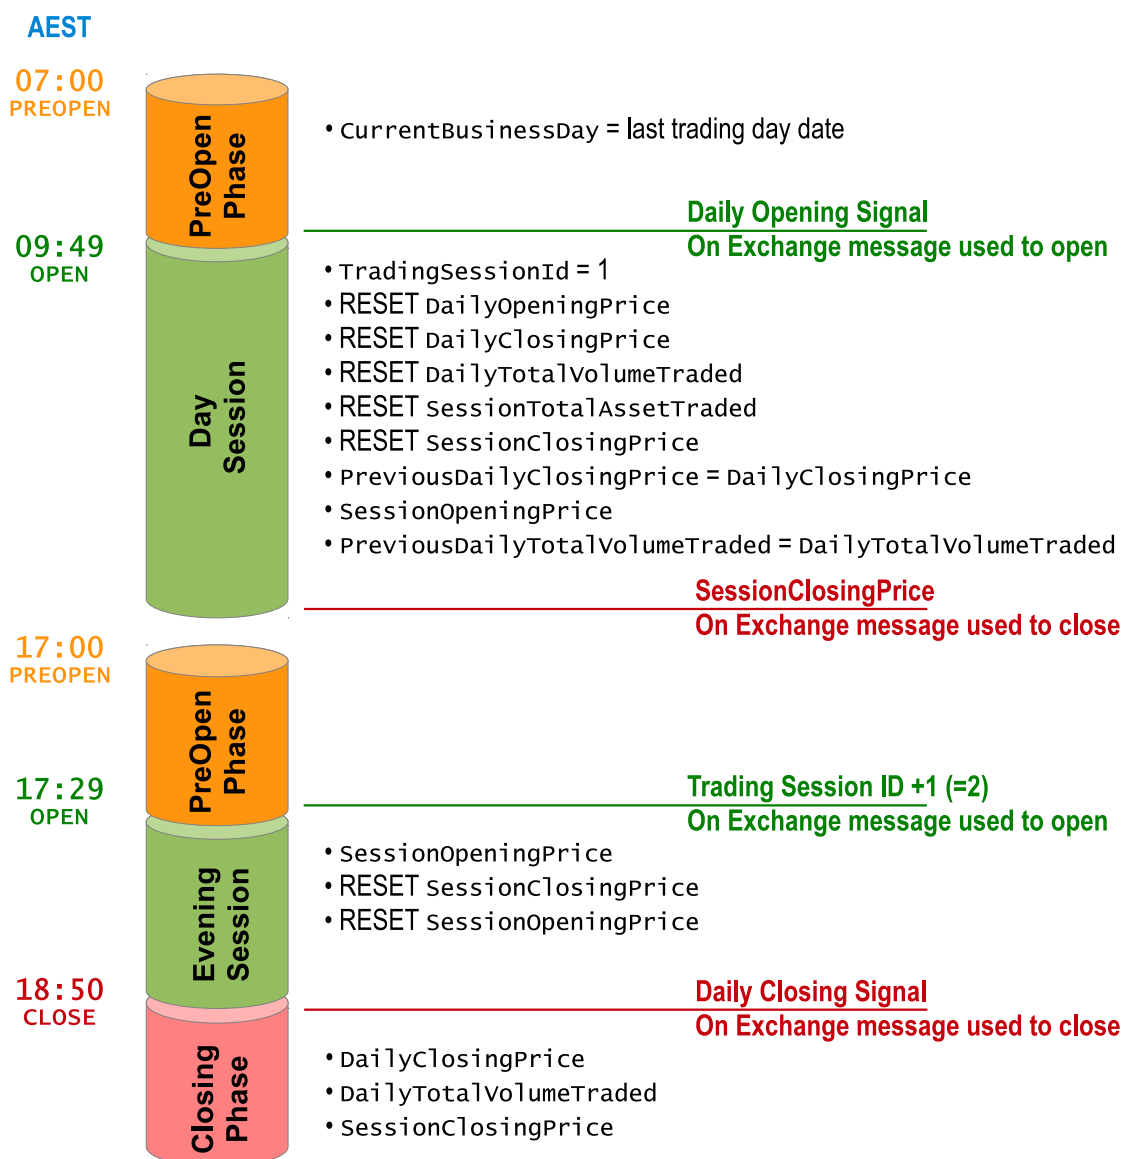 AEST
07:00
PREOPEN
PreOpen
Phase
• CurrentBusinessDay = last trading day date
Daily Opening Signal
On Exchange message used to open
09:49
OPEN
Day
Session
• TradingSessionId = 1
• RESET DailyOpeningPrice
• RESET DailyClosingPrice
• RESET DailyTotalVolumeTraded
• RESET SessionTotalAssetTraded
• RESET SessionClosingPrice
• PreviousDailyClosingPrice = DailyClosingPrice
• SessionOpeningPrice
• PreviousDailyTotalVolumeTraded = DailyTotalVolumeTraded
SessionClosingPrice
On Exchange message used to close
17:00
PREOPEN
PreOpen
Phase
17:29
OPEN
Trading Session ID +1 (=2)
On Exchange message used to open
Evening
Session
• SessionOpeningPrice
• RESET SessionClosingPrice
• RESET SessionOpeningPrice
18:50
CLOSE
Daily Closing Signal
On Exchange message used to close
Closing
Phase
• DailyClosingPrice
• DailyTotalVolumeTraded
• SessionClosingPrice